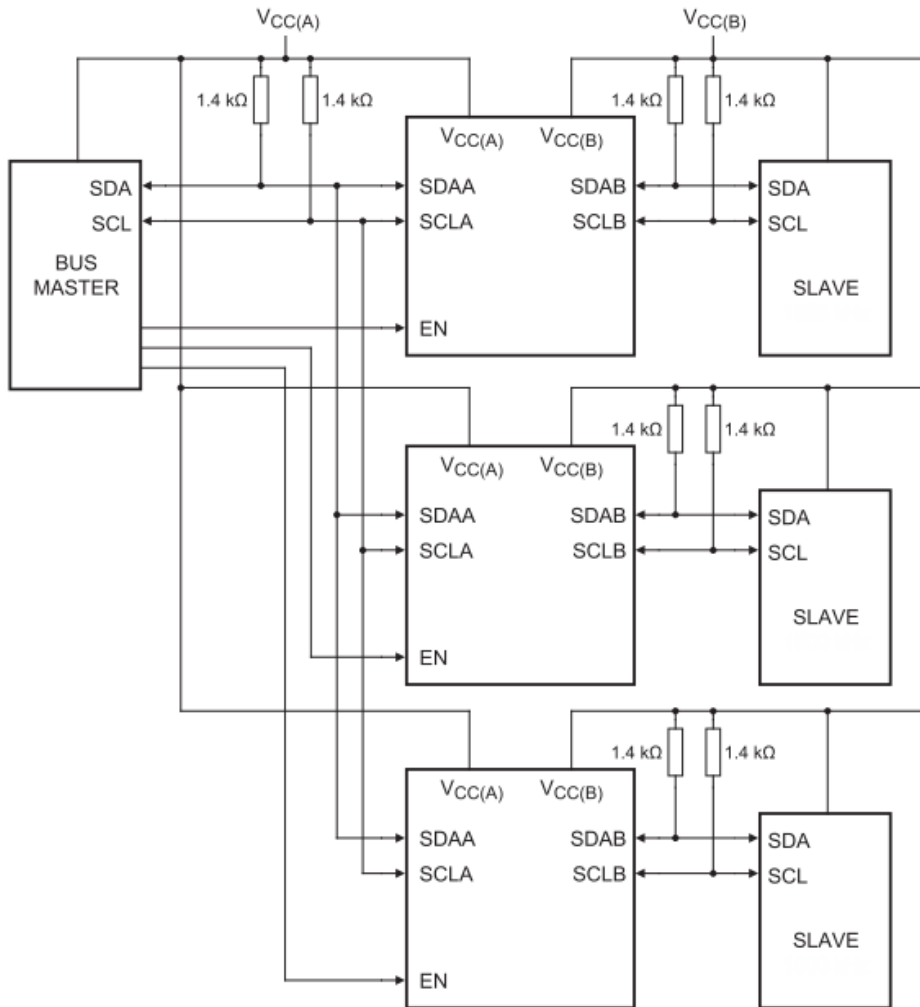 VCC(A)
VCC(B)
1.4 kΩ
1.4 kΩ
1.4 kΩ
1.4 kΩ
VCC(A)
VCC(B)
SDA
SCL
BUS
MASTER
SDAA
SCLA
EN
SDAB
SCLB
SDA
SCL
SLAVE
1.4 kΩ
1.4 kΩ
VCC(A)
VCC(B)
SDAA
SCLA
EN
SDAB
SCLB
SDA
SCL
SLAVE
1.4 kΩ
1.4 kΩ
VCC(A)
VCC(B)
SDAA
SCLA
EN
SDAB
SCLB
SDA
SCL
SLAVE